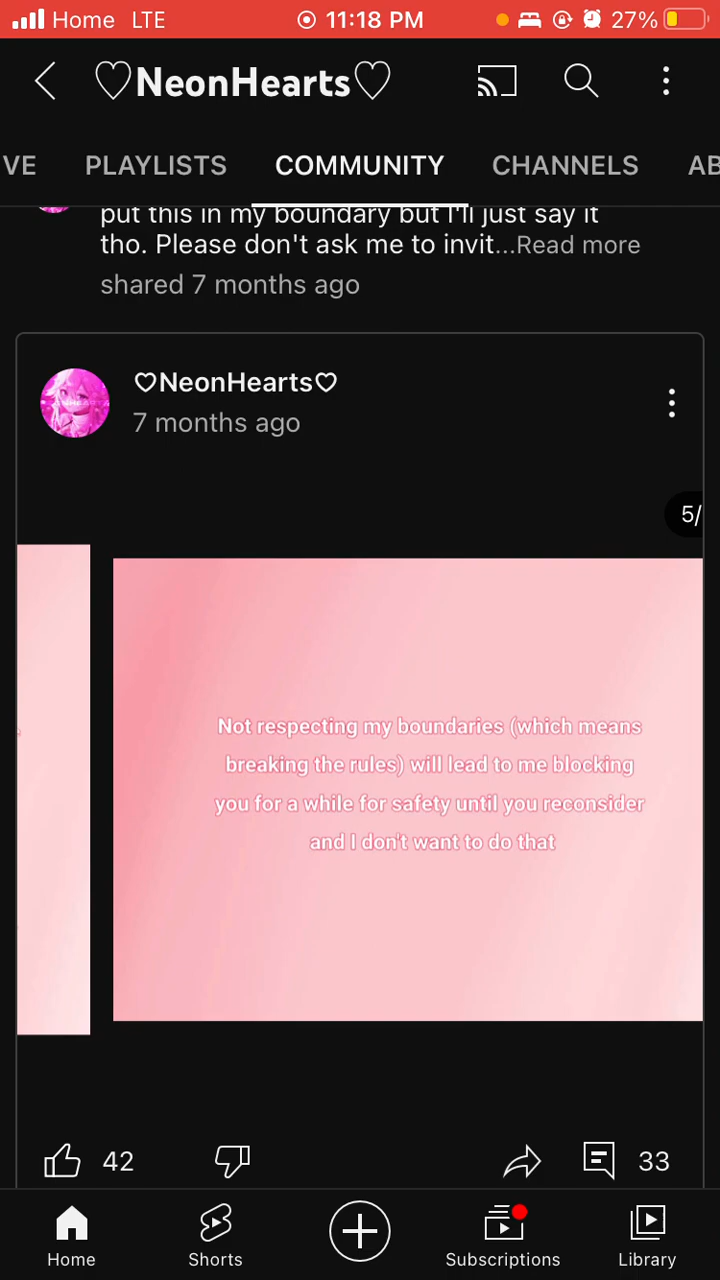 Home LTE 11:18 PM 27%
♡NeonHearts♡
VE PLAYLISTS COMMUNITY CHANNELS AB
put this in my boundary but I'll just say it
tho. Please don't ask me to invit...Read more
shared 7 months ago
♡NeonHearts♡
7 months ago
5/
Not respecting my boundaries (which means
breaking the rules) will lead to me blocking
you for a while for safety until you reconsider
and I don't want to do that
42 33
Home Shorts Subscriptions Library